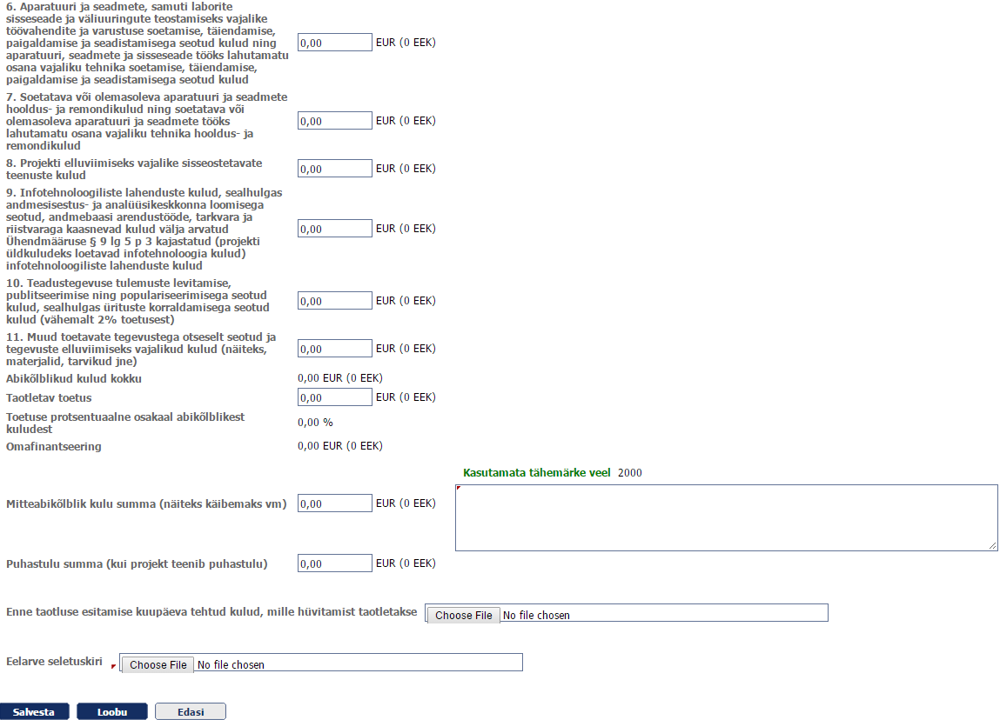 6. Aparatuuri ja seadmete, samuti laborite
sisseseade ja väliuuringute teostamiseks vajalike
töövahendite ja varustuse soetamise, täiendamise,
paigaldamise ja seadistamisega seotud kulud ning
aparatuuri, seadmete ja sisseseade tööks lahutamatu
osana vajaliku tehnika soetamise, täiendamise,
paigaldamise ja seadistamisega seotud kulud
0,00 EUR (0 EEK)
7. Soetatava või olemasoleva aparatuuri ja seadmete
hooldus- ja remondikulud ning soetatava või
olemasoleva aparatuuri ja seadmete tööks
lahutamatu osana vajaliku tehnika hooldus- ja
remondikulud
0,00 EUR (0 EEK)
8. Projekti elluviimiseks vajalike sisseostetavate
teenuste kulud
0,00 EUR (0 EEK)
9. Infotehnoloogiliste lahenduste kulud, sealhulgas
andmesisestus- ja analüüsikeskkonna loomisega
seotud, andmebaasi arendustööde, tarkvara ja
riistvaraga kaasnevad kulud välja arvatud
Ühendmääruse § 9 lg 5 p 3 kajastatud (projekti
üldkuludeks loetavad infotehnoloogia kulud)
infotehnoloogiliste lahenduste kulud
0,00 EUR (0 EEK)
10. Teadustegevuse tulemuste levitamise,
publitseerimise ning populariseerimisega seotud
kulud, sealhulgas ürituste korraldamisega seotud
kulud (vähemalt 2% toetusest)
0,00 EUR (0 EEK)
11. Muud toetavate tegevustega otseselt seotud ja
tegevuste elluviimiseks vajalikud kulud (näiteks,
materjalid, tarvikud jne)
0,00 EUR (0 EEK)
Abikõlblikud kulud kokku 0,00 EUR (0 EEK)
Taotletav toetus 0,00 EUR (0 EEK)
Toetuse protsentuaalne osakaal abikõlblikest
kuludest
0,00 %
Omafinantseering 0,00 EUR (0 EEK)
Kasutamata tähemärke veel 2000
Mitteabikõlblik kulu summa (näiteks käibemaks vm) 0,00 EUR (0 EEK)
Puhastulu summa (kui projekt teenib puhastulu) 0,00 EUR (0 EEK)
Enne taotluse esitamise kuupäeva tehtud kulud, mille hüvitamist taotletakse Choose File No file chosen
Eelarve seletuskiri Choose File No file chosen
Salvesta Loobu Edasi